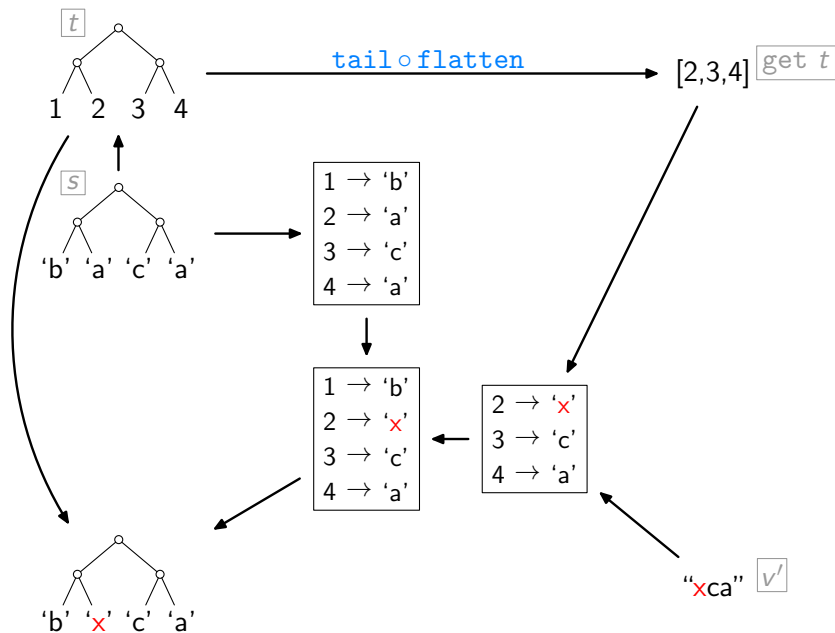 t
tail ∘ flatten
[2,3,4] get t
1 2 3 4
s
‘b’ ‘a’ ‘c’ ‘a’
1 → ‘b’
2 → ‘a’
3 → ‘c’
4 → ‘a’
1 → ‘b’
2 → ‘x’
3 → ‘c’
4 → ‘a’
2 → ‘x’
3 → ‘c’
4 → ‘a’
“xca” v′
‘b’ ‘x’ ‘c’ ‘a’